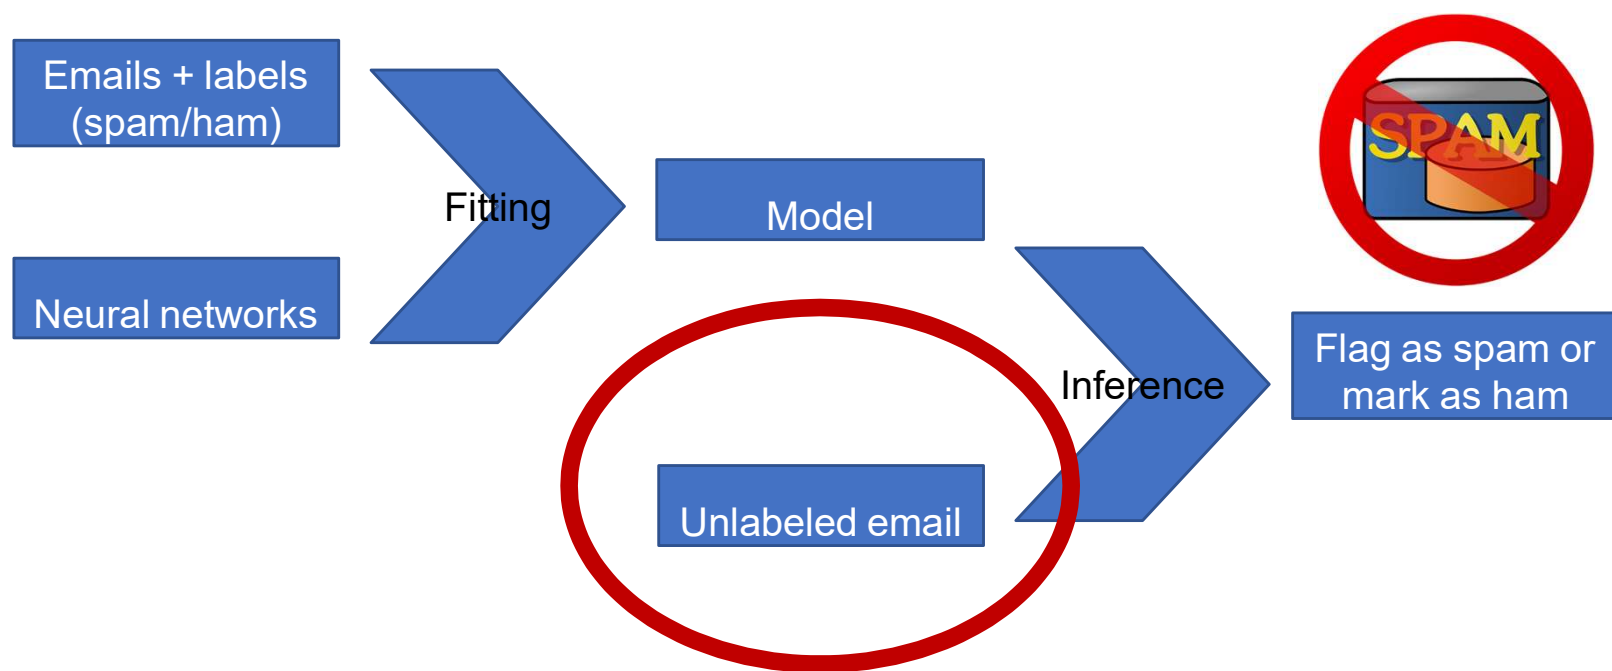 Emails + labels
(spam/ham)
Neural networks
Fitting
Model
Unlabeled email
Inference
SPAM
Flag as spam or
mark as ham